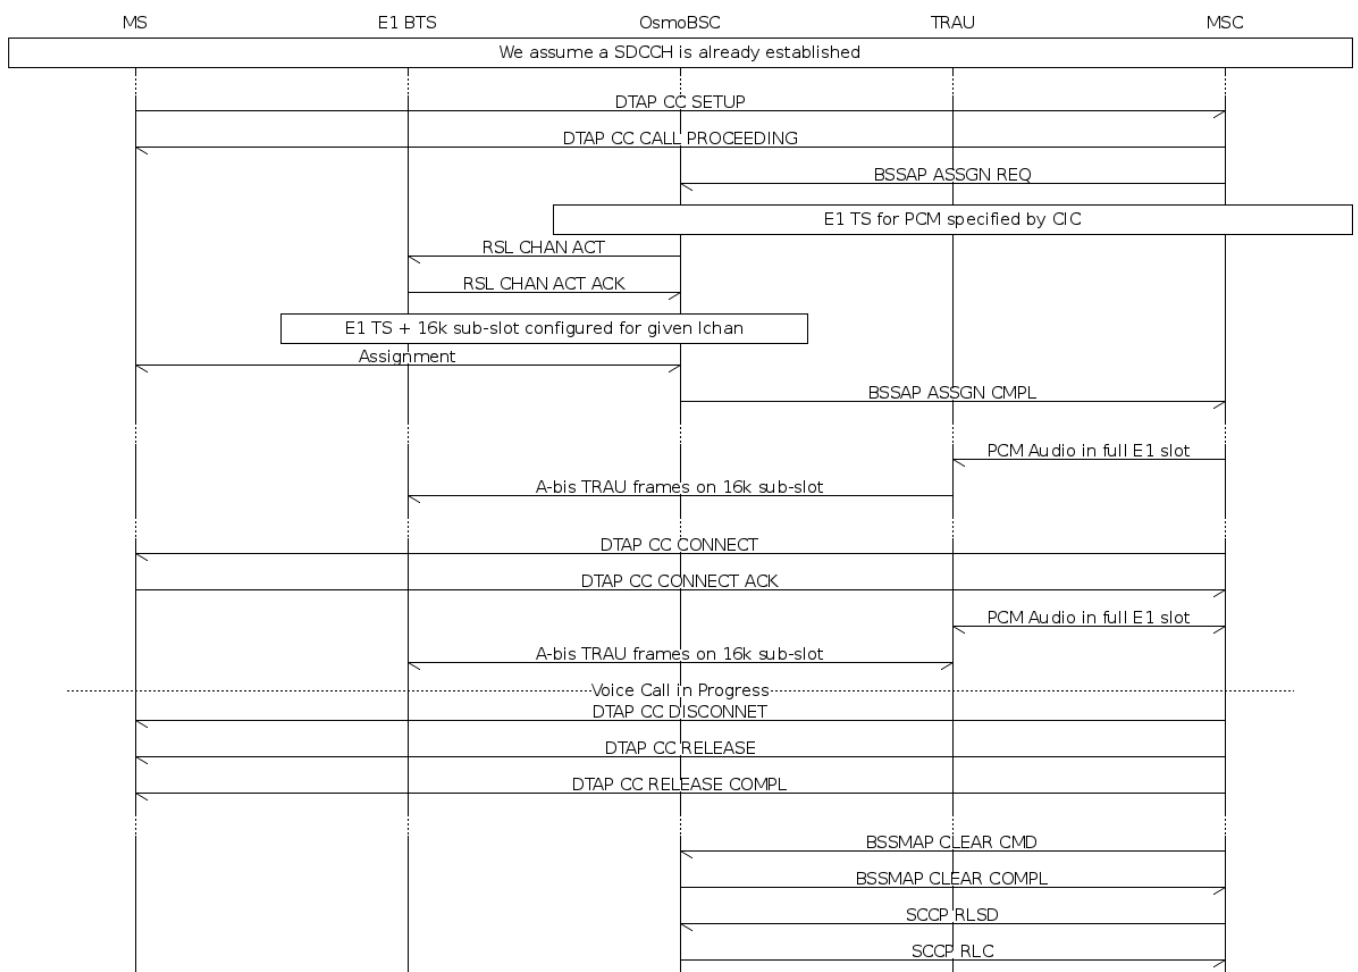 MS E1 BTS OsmoBSC TRAU MSC
We assume a SDCCH is already established
DTAP CC SETUP
DTAP CC CALL PROCEEDING
BSSAP ASSGN REQ
E1 TS for PCM specified by CIC
RSL CHAN ACT
RSL CHAN ACT ACK
E1 TS + 16k sub-slot configured for given lchan
Assignment
BSSAP ASSGN CMPL
PCM Audio in full E1 slot
A-bis TRAU frames on 16k sub-slot
DTAP CC CONNECT
DTAP CC CONNECT ACK
PCM Audio in full E1 slot
A-bis TRAU frames on 16k sub-slot
Voice Call in Progress
DTAP CC DISCONNET
DTAP CC RELEASE
DTAP CC RELEASE COMPL
BSSMAP CLEAR CMD
BSSMAP CLEAR COMPL
SCCP RLSD
SCCP RLC